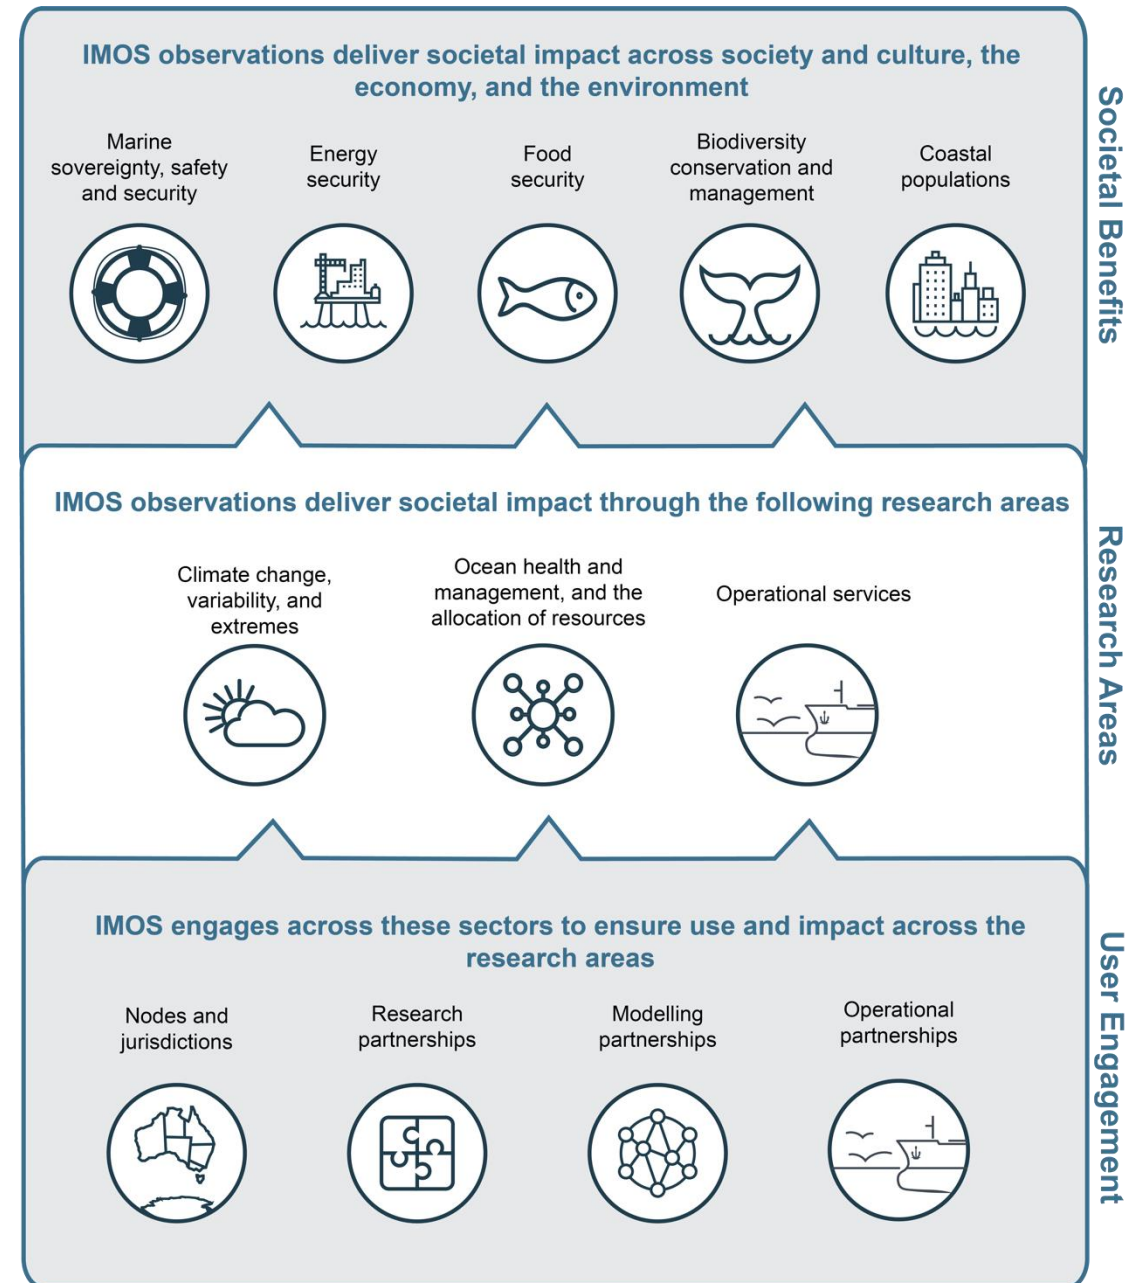 IMOS observations deliver societal impact across society and culture, the
economy, and the environment
Marine
sovereignty, safety
and security
Energy
security
Food
security
Biodiversity
conservation and
management
Coastal
populations
Societal Benefits
IMOS observations deliver societal impact through the following research areas
Climate change,
variability, and
extremes
Ocean health and
management, and the
allocation of resources
Operational services
Research Areas
IMOS engages across these sectors to ensure use and impact across the
research areas
Nodes and
jurisdictions
Research
partnerships
Modelling
partnerships
Operational
partnerships
User Engagement